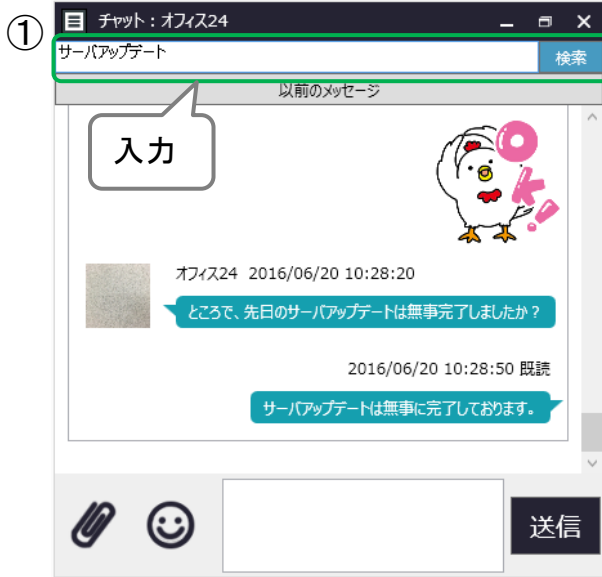 ①
チャット：オフィス24
サーバアップデート
検索
以前のメッセージ
入力
ok!
オフィス24 2016/06/20 10:28:20
ところで、先日のサーバアップデートは無事完了しましたか？
2016/06/20 10:28:50 既読
サーバアップデートは無事に完了しております。
送信